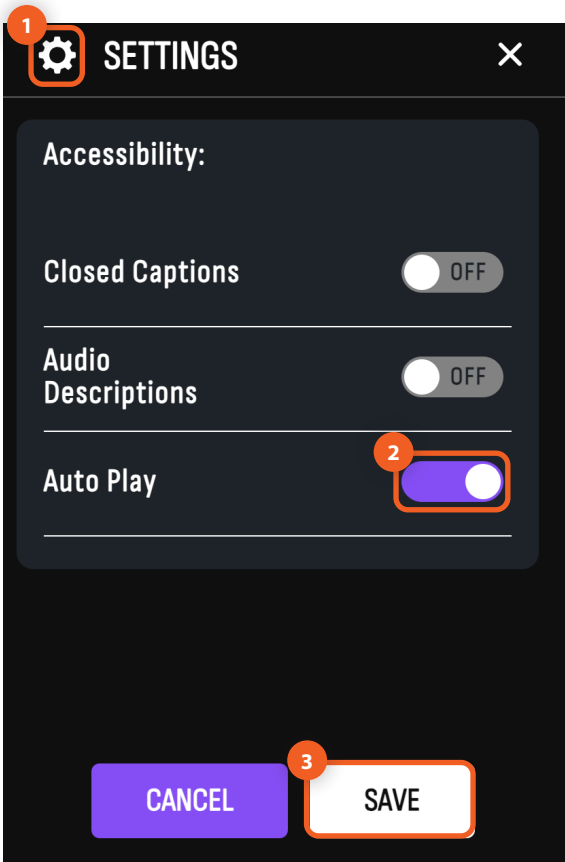 1
SETTINGS
Accessibility:
Closed Captions
OFF
Audio
Descriptions
OFF
2
Auto Play
3
CANCEL
SAVE